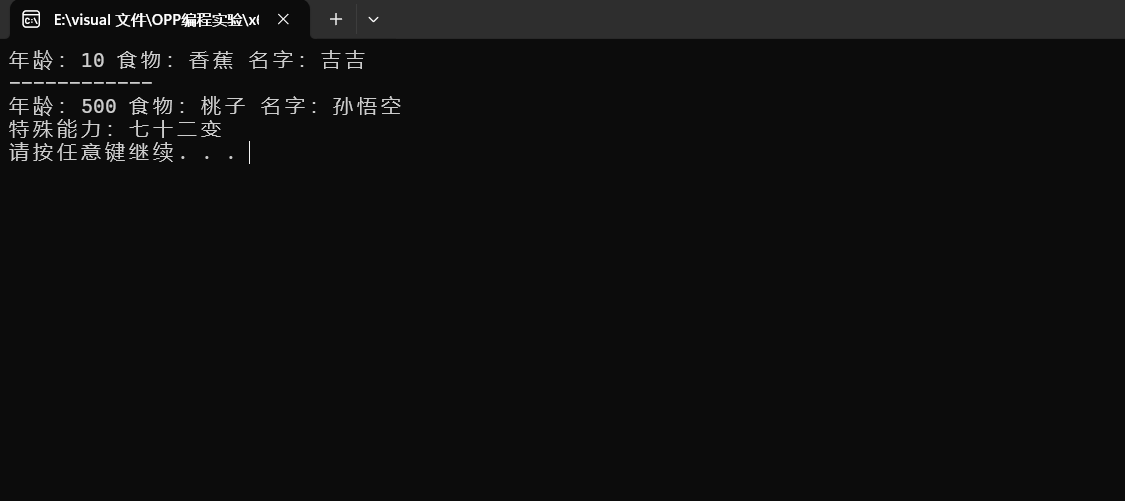 E:\visual 文件\OPP编程实验\x
年龄: 10 食物: 香蕉 名字: 吉吉
------------
年龄: 500 食物: 桃子 名字: 孙悟空
特殊能力: 七十二变
请按任意键继续. . .